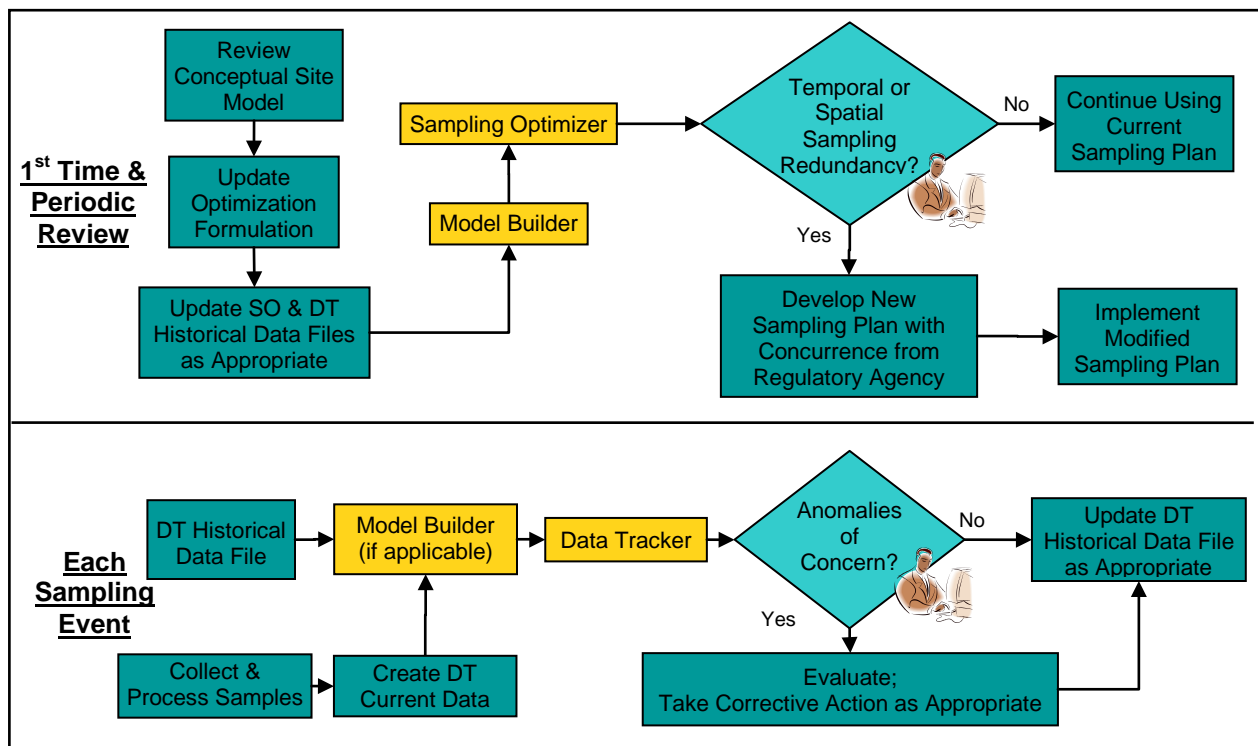 Review
Conceptual Site
Model
1st Time &
Periodic
Review
Update
Optimization
Formulation
Update SO & DT
Historical Data Files
as Appropriate
Model Builder
Sampling Optimizer
Temporal or
Spatial
Sampling
Redundancy?
No
Continue Using
Current
Sampling Plan
Yes
Develop New
Sampling Plan with
Concurrence from
Regulatory Agency
Implement
Modified
Sampling Plan
Each
Sampling
Event
DT Historical
Data File
Collect &
Process Samples
Create DT
Current Data
Model Builder
(if applicable)
Data Tracker
Anomalies
of
Concern?
No
Update DT
Historical Data File
as Appropriate
Yes
Evaluate;
Take Corrective Action as Appropriate